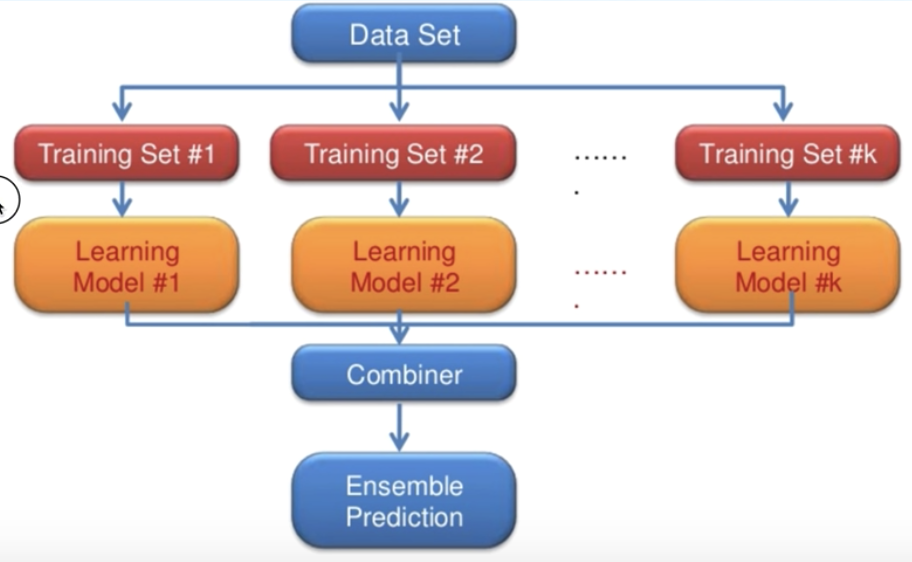 Data Set
Training Set #1
Training Set #2
......
.
Training Set #k
Learning
Model #1
Learning
Model #2
......
.
Learning
Model #k
Combiner
Ensemble
Prediction